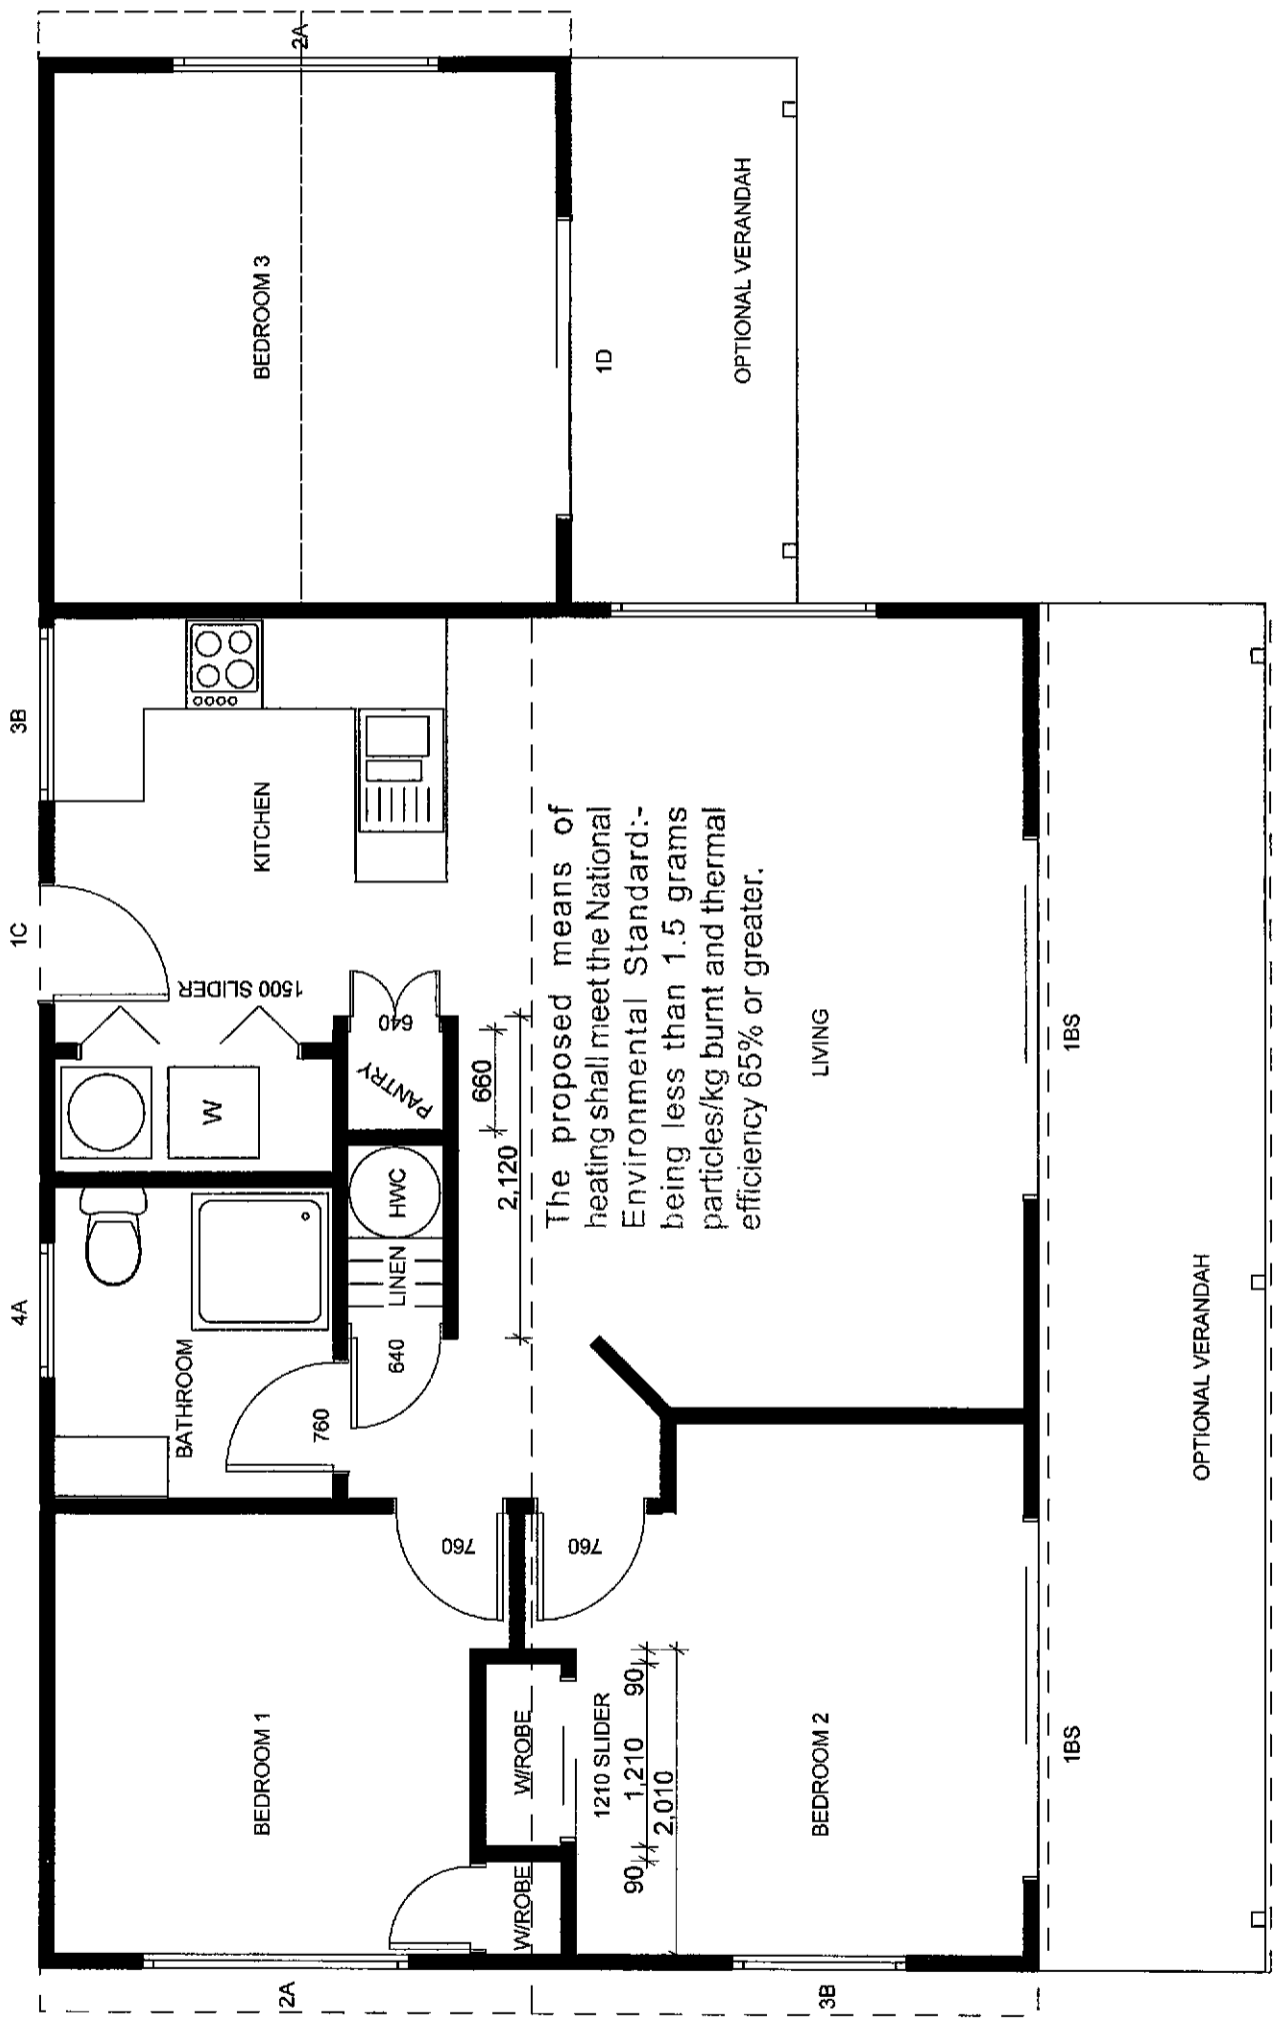 2A
BEDROOM 3
1D
OPTIONAL VERANDAH
3B
KITCHEN
1C
1500 SLIDER
640
PANTRY
W
660
2,120
HWC
LINEN
640
4A
BATHROOM
760
The proposed means of
heating shall meet the National
Environmental Standard:-
being less than 1.5 grams
particles/kg burnt and thermal
efficiency 65% or greater.
LIVING
1BS
OPTIONAL VERANDAH
760
760
BEDROOM 1
W/ROBE
W/ROBE
1210 SLIDER
90 1,210 90
2,010
BEDROOM 2
1BS
2A
3B